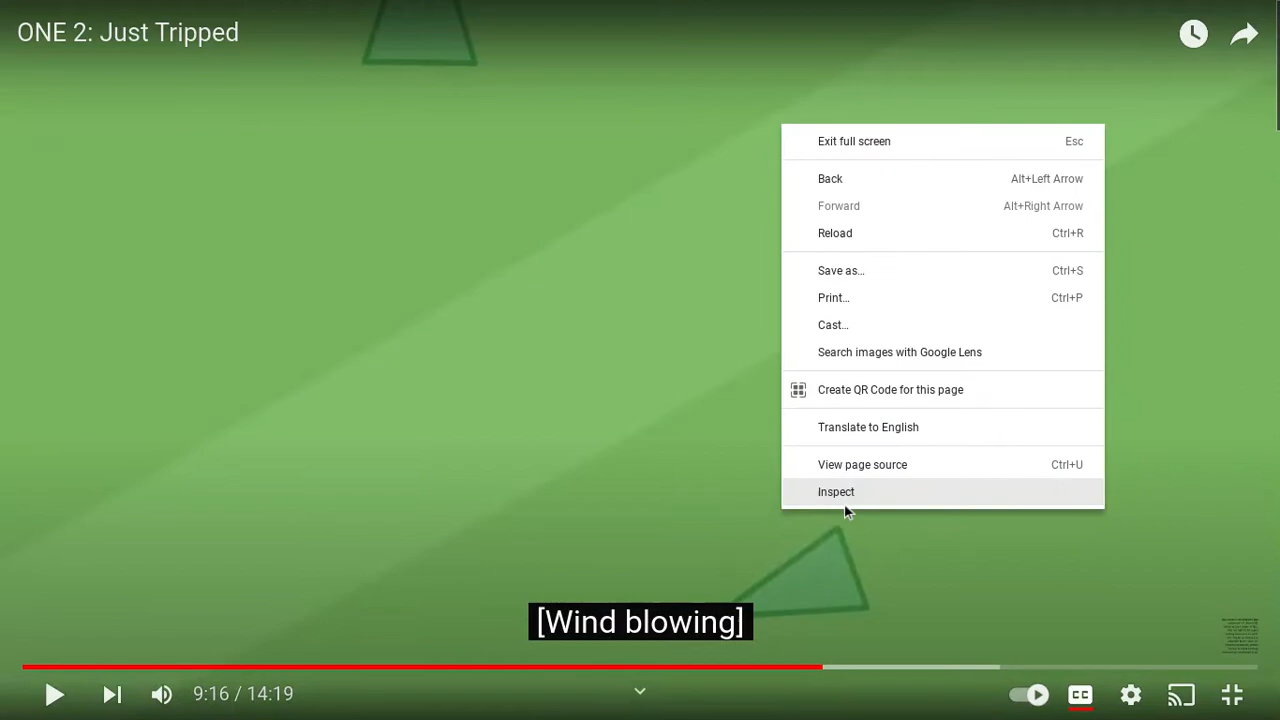 ONE 2: Just Tripped
Exit full screen Esc
Back Alt+Left Arrow
Forward Alt+Right Arrow
Reload Ctrl+R
Save as... Ctrl+S
Print... Ctrl+P
Cast...
Search images with Google Lens
Create QR Code for this page
Translate to English
View page source Ctrl+U
Inspect
[Wind blowing]
9:16 / 14:19
CC